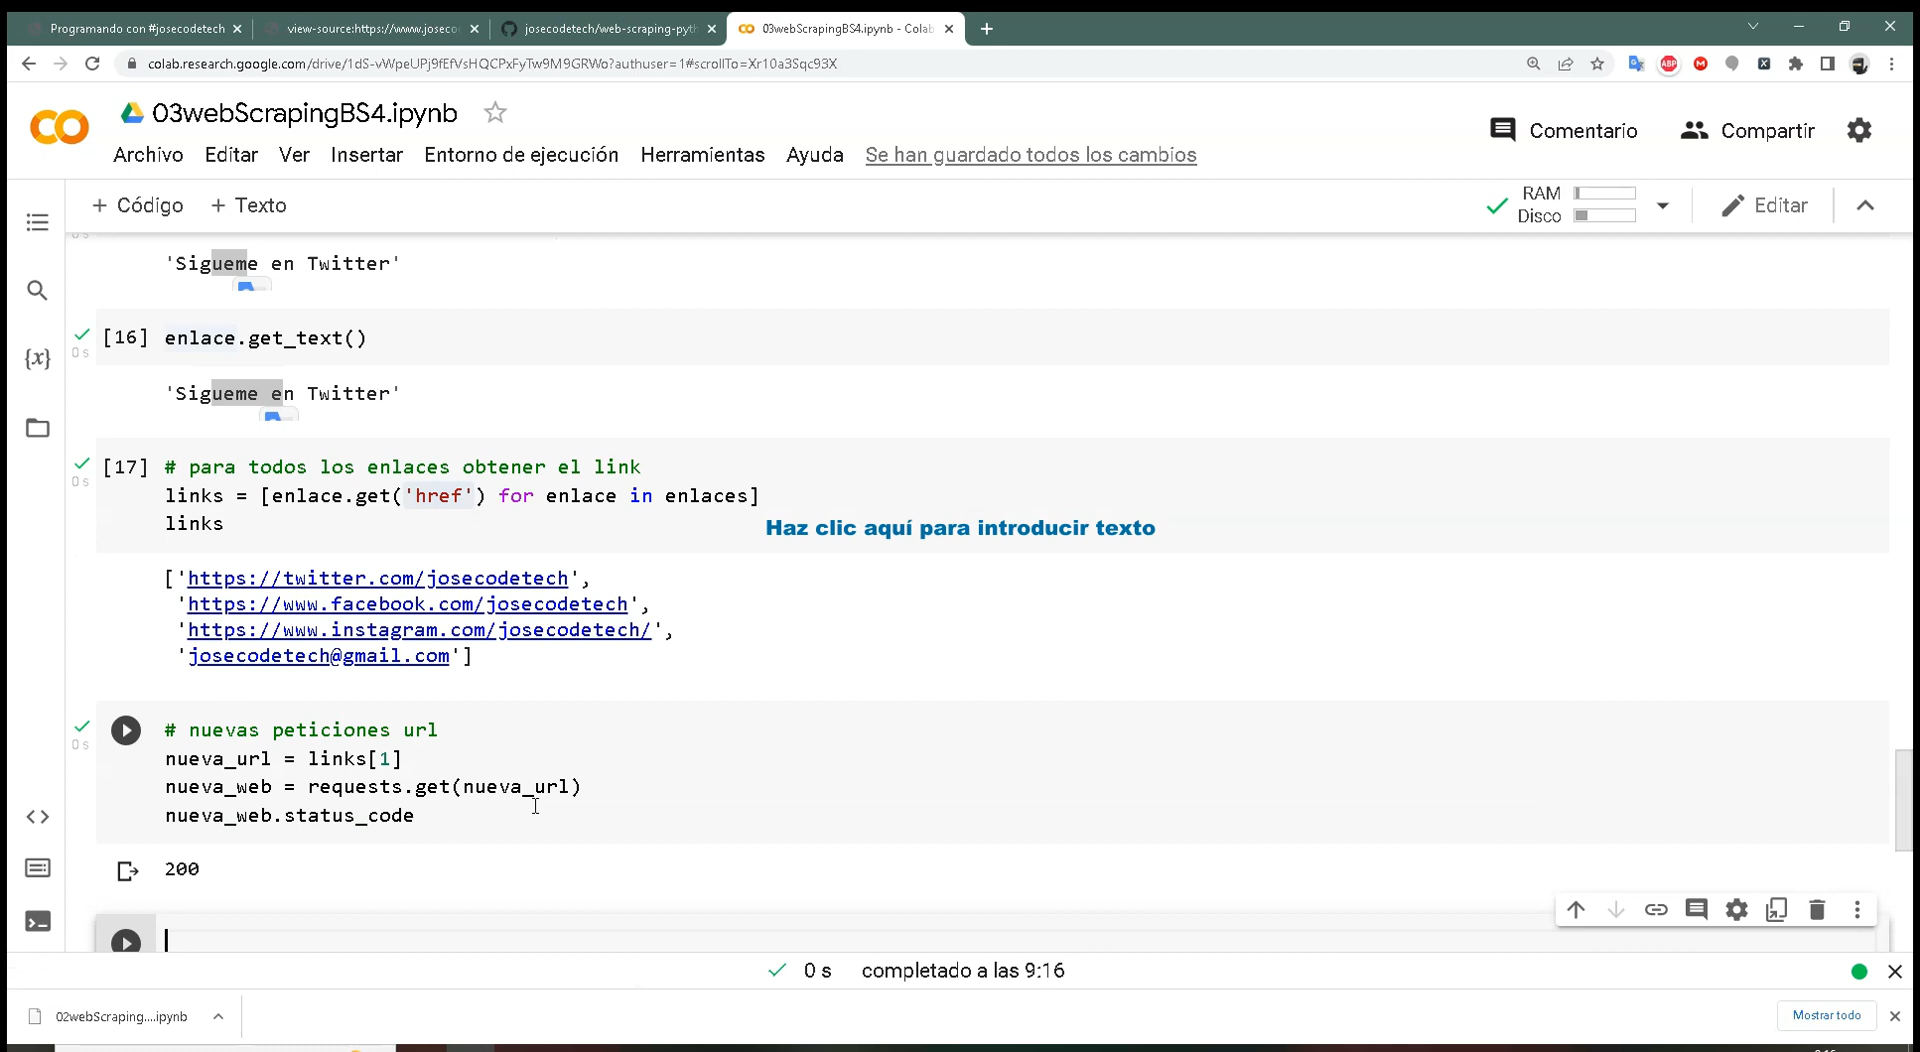 Programando con #josecodetech
view-source:https://www.joseco
josecodetech/web-scraping-pyth
03webScrapingBS4.ipynb - Colab
colab.research.google.com/drive/1dS-vWpeUPj9fEfVsHQCPxFyTw9M9GRWo?authuser=1#scrollTo=Xr10a3Sqc93X
ABP
CO
03webScrapingBS4.ipynb
Comentario
Compartir
Archivo
Editar
Ver
Insertar
Entorno de ejecución
Herramientas
Ayuda
Se han guardado todos los cambios
+ Código
+ Texto
RAM
Disco
Editar
'Sigueme en Twitter'
[16] enlace.get_text()
0 s
'Sigueme en Twitter'
[17] # para todos los enlaces obtener el link
0 s
links = [enlace.get('href') for enlace in enlaces]
links
Haz clic aquí para introducir texto
['https://twitter.com/josecodetech',
'https://www.facebook.com/josecodetech',
'https://www.instagram.com/josecodetech/',
'josecodetech@gmail.com']
# nuevas peticiones url
0 s
nueva_url = links[1]
nueva_web = requests.get(nueva_url)
nueva_web.status_code
200
0 s completado a las 9:16
02webScraping....ipynb
Mostrar todo